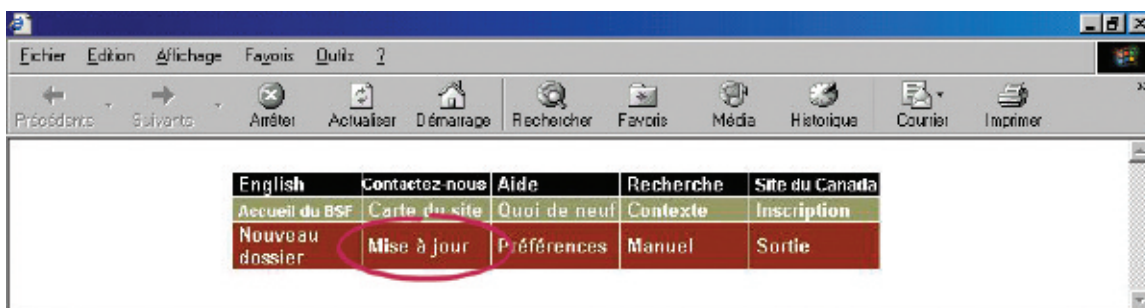 Fichier Edition Affichage Favoris Outils ?
Précédente Suivante Arrêter Actualiser Démarrage Rechercher Favoris Média Historique Courrier Imprimer
English Contactez-nous Aide Recherche Site du Canada
Accueil du BSF Carte du site Quoi de neuf Contexte Inscription
Nouveau dossier Mise à jour Préférences Manuel Sortie